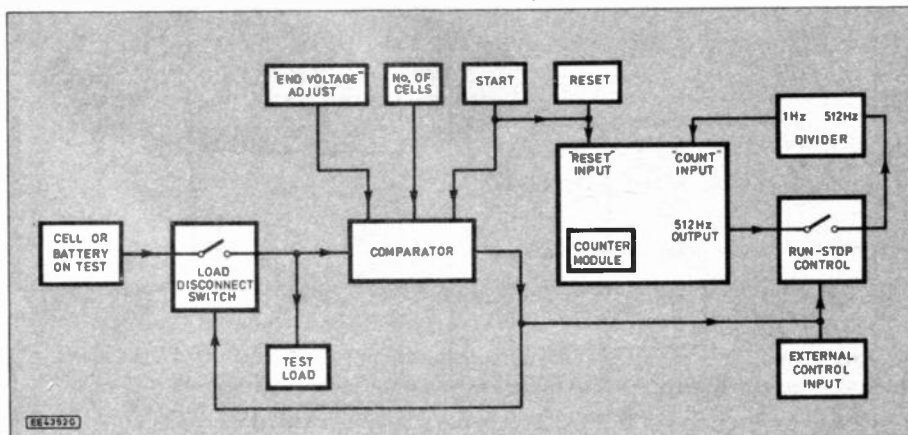 "END VOLTAGE"
ADJUST
No. OF
CELLS
START
RESET
1Hz 512Hz
DIVIDER
"RESET"
INPUT
"COUNT"
INPUT
CELL OR
BATTERY
ON TEST
LOAD
DISCONNECT
SWITCH
COMPARATOR
512Hz
OUTPUT
COUNTER
MODULE
RUN-STOP
CONTROL
TEST
LOAD
EXTERNAL
CONTROL
INPUT
EE4392G